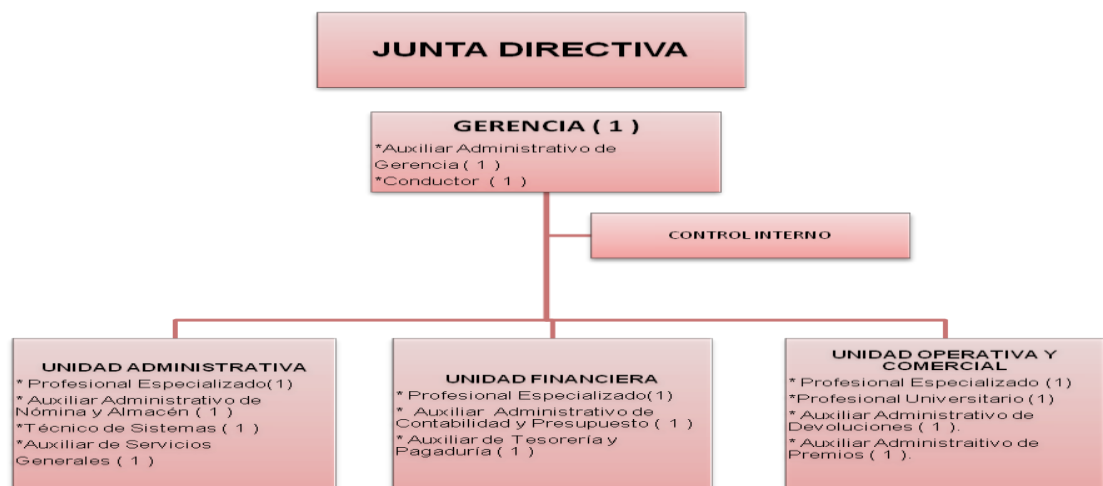 JUNTA DIRECTIVA
GERENCIA ( 1 )
*Auxiliar Administrativo de
Gerencia ( 1 )
*Conductor ( 1 )
CONTROL INTERNO
UNIDAD ADMINISTRATIVA
* Profesional Especializado(1)
* Auxiliar Administrativo de
Nómina y Almacén ( 1 )
*Técnico de Sistemas ( 1 )
*Auxiliar de Servicios
Generales ( 1 )
UNIDAD FINANCIERA
* Profesional Especializado(1)
* Auxiliar Administrativo de
Contabilidad y Presupuesto ( 1 )
* Auxiliar de Tesorería y
Pagaduría ( 1 )
UNIDAD OPERATIVA Y
COMERCIAL
* Profesional Especializado (1)
*Profesional Universitario (1)
* Auxiliar Administrativo de
Devoluciones ( 1 ).
* Auxiliar Administraitivo de
Premios ( 1 ).